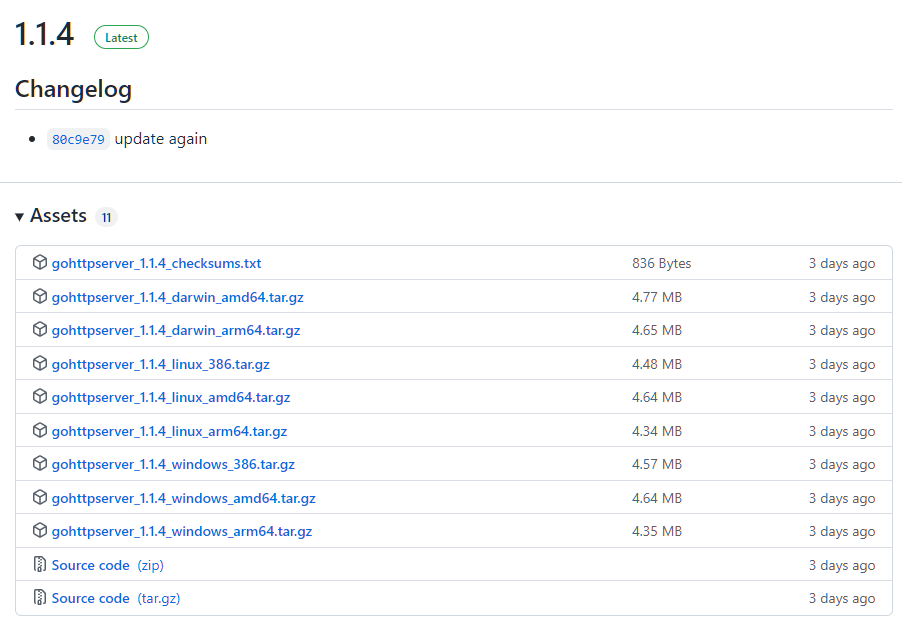 1.1.4 Latest
Changelog
80c9e79 update again
Assets 11
gohttpserver_1.1.4_checksums.txt 836 Bytes 3 days ago
gohttpserver_1.1.4_darwin_amd64.tar.gz 4.77 MB 3 days ago
gohttpserver_1.1.4_darwin_arm64.tar.gz 4.65 MB 3 days ago
gohttpserver_1.1.4_linux_386.tar.gz 4.48 MB 3 days ago
gohttpserver_1.1.4_linux_amd64.tar.gz 4.64 MB 3 days ago
gohttpserver_1.1.4_linux_arm64.tar.gz 4.34 MB 3 days ago
gohttpserver_1.1.4_windows_386.tar.gz 4.57 MB 3 days ago
gohttpserver_1.1.4_windows_amd64.tar.gz 4.64 MB 3 days ago
gohttpserver_1.1.4_windows_arm64.tar.gz 4.35 MB 3 days ago
Source code (zip) 3 days ago
Source code (tar.gz) 3 days ago